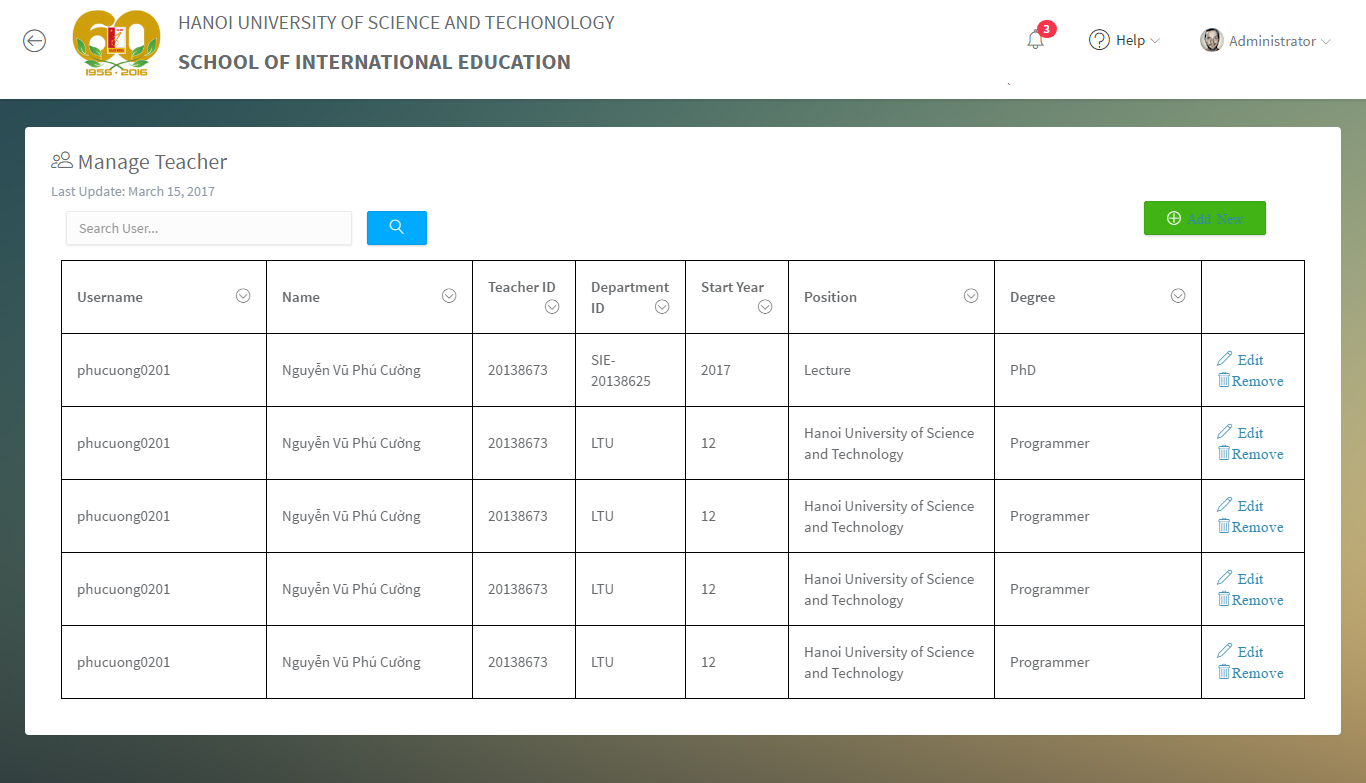 HANOI UNIVERSITY OF SCIENCE AND TECHONOLOGY
SCHOOL OF INTERNATIONAL EDUCATION
1956 - 2016
3
Help
Administrator
Manage Teacher
Last Update: March 15, 2017
Search User...
Add New
Username Name Teacher ID Department ID Start Year Position Degree
phucuong0201 Nguyễn Vũ Phú Cường 20138673 SIE-20138625 2017 Lecture PhD Edit Remove
phucuong0201 Nguyễn Vũ Phú Cường 20138673 LTU 12 Hanoi University of Science and Technology Programmer Edit Remove
phucuong0201 Nguyễn Vũ Phú Cường 20138673 LTU 12 Hanoi University of Science and Technology Programmer Edit Remove
phucuong0201 Nguyễn Vũ Phú Cường 20138673 LTU 12 Hanoi University of Science and Technology Programmer Edit Remove
phucuong0201 Nguyễn Vũ Phú Cường 20138673 LTU 12 Hanoi University of Science and Technology Programmer Edit Remove